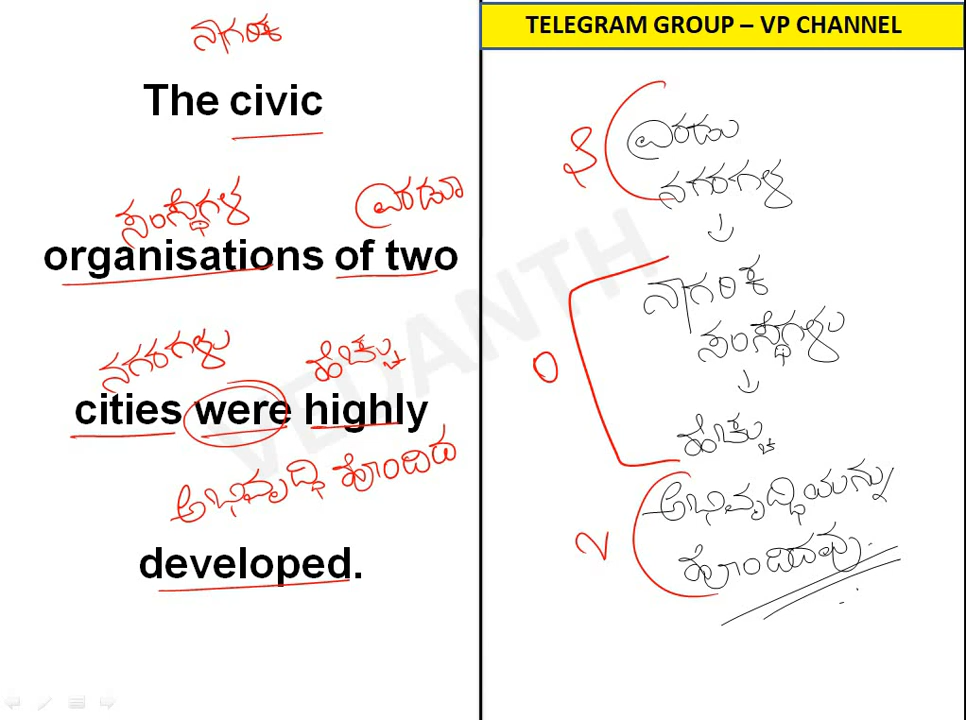 ನಾಗರಿಕ
The civic
ಸಂಸ್ಥೆಗಳ ಎರಡೂ
organisations of two
ನಗರಗಳು ಹೆಚ್ಚು
cities were highly
ಅಭಿವೃದ್ಧಿ ಹೊಂದಿದ
developed.
TELEGRAM GROUP – VP CHANNEL
ಎರಡು
ನಗರಗಳ
ನಾಗರಿಕ
ಸಂಸ್ಥೆಗಳು
ಹೆಚ್ಚು
ಅಭಿವೃದ್ಧಿಯನ್ನು
ಹೊಂದಿದವು.
VEDANTH